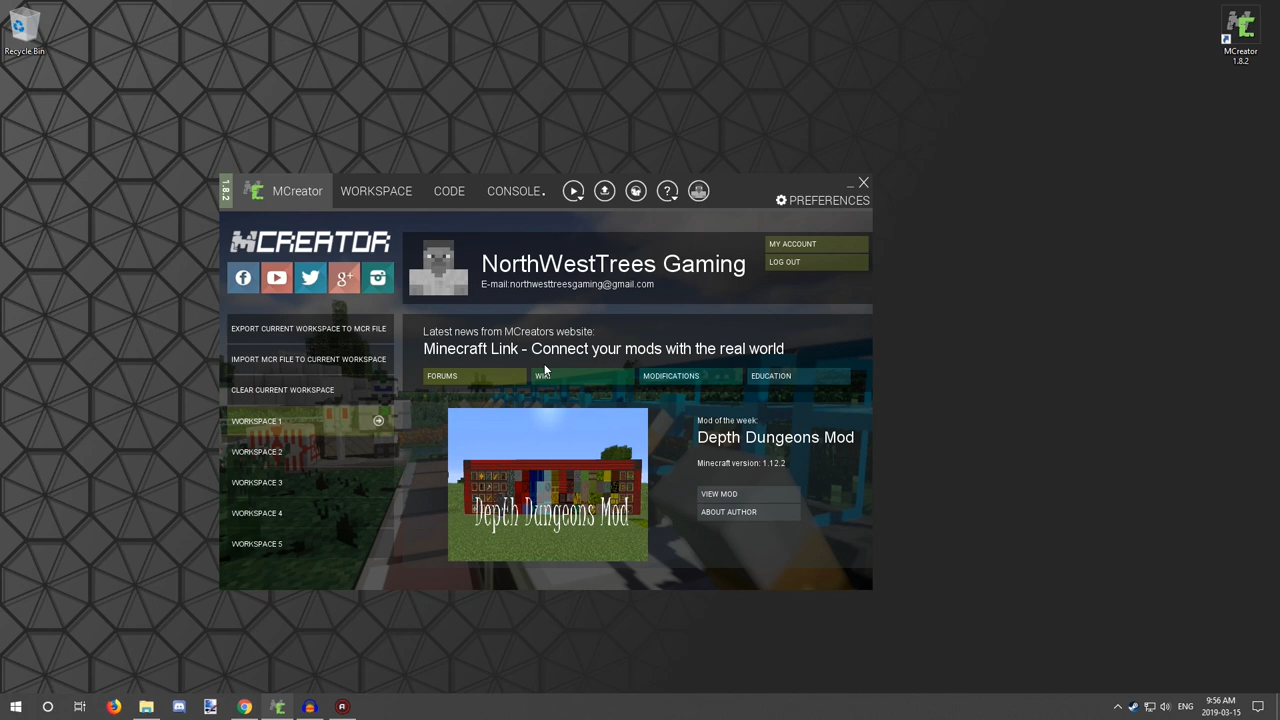 Recycle Bin
MCreator
1.8.2
1.8.2
MCreator
WORKSPACE
CODE
CONSOLE.
PREFERENCES
MCREATOR
NorthWestTrees Gaming
E-mail:northwesttreesgaming@gmail.com
MY ACCOUNT
LOG OUT
EXPORT CURRENT WORKSPACE TO MCR FILE
IMPORT MCR FILE TO CURRENT WORKSPACE
CLEAR CURRENT WORKSPACE
WORKSPACE 1
WORKSPACE 2
WORKSPACE 3
WORKSPACE 4
WORKSPACE 5
Latest news from MCreators website:
Minecraft Link - Connect your mods with the real world
FORUMS
WIKI
MODIFICATIONS
EDUCATION
Depth Dungeons Mod
Mod of the week:
Depth Dungeons Mod
Minecraft version: 1.12.2
VIEW MOD
ABOUT AUTHOR
ENG
9:56 AM
2019-03-15